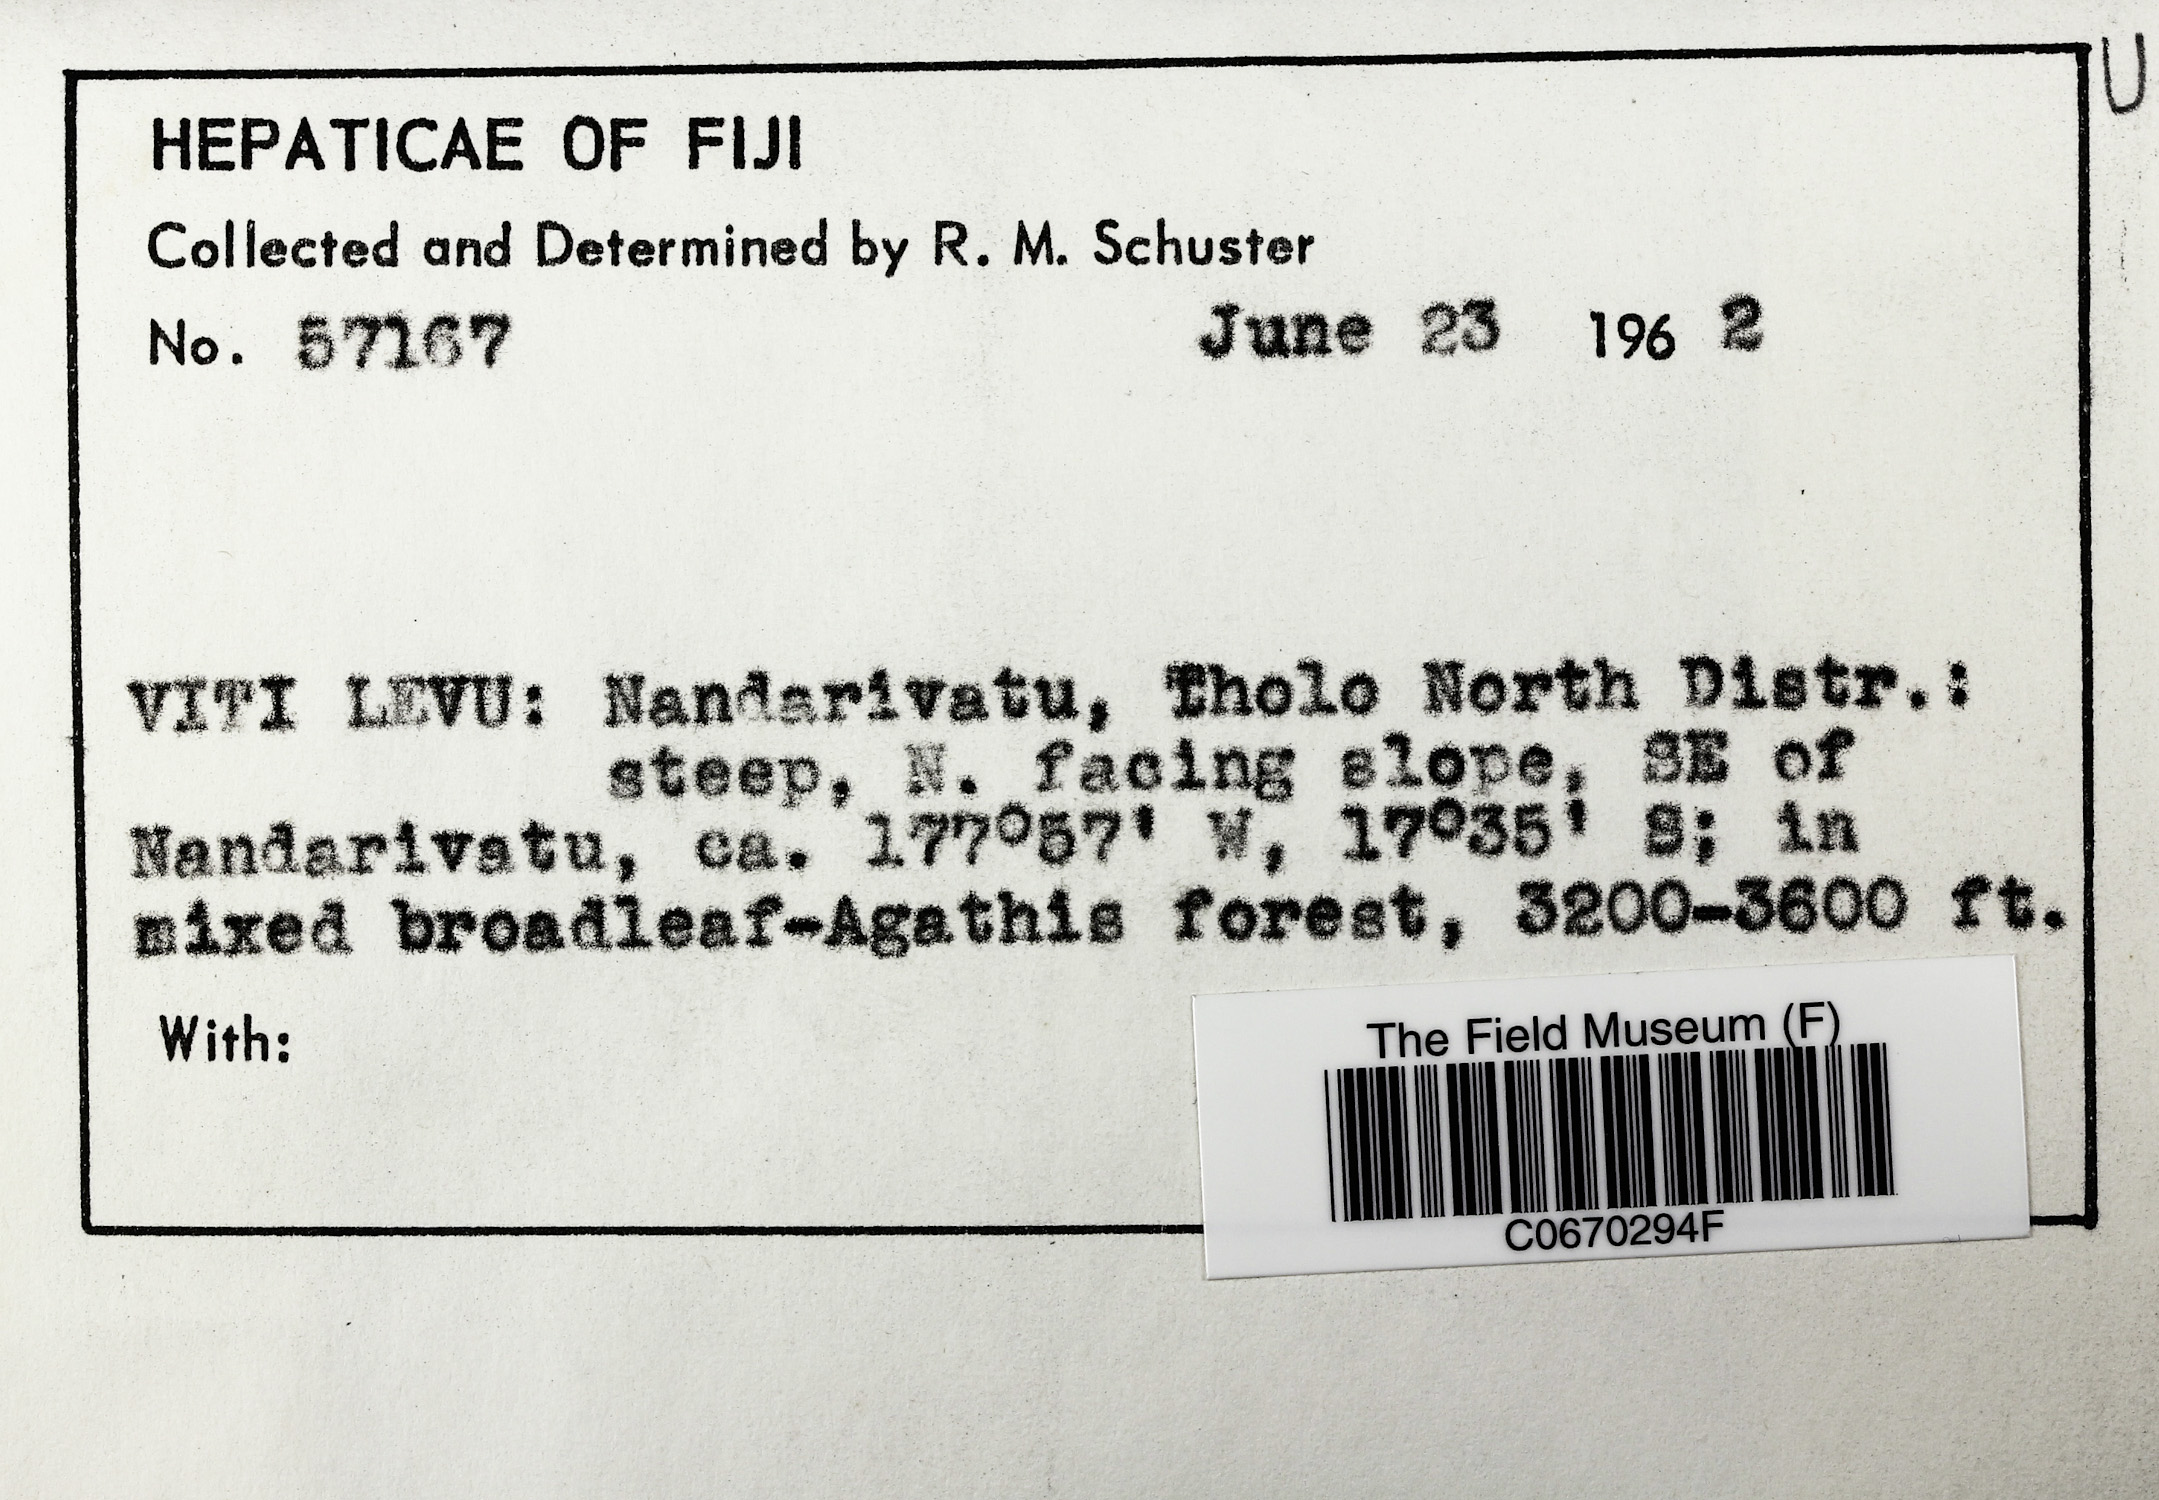 U
HEPATICAE OF FIJI
Collected and Determined by R. M. Schuster
No. 57167 June 23 1962
VITI LEVU: Nandarivatu, Tholo North Distr.:
steep, N. facing slope, SE of
Nandarivatu, ca. 177°57' W, 17°35' S; in
mixed broadleaf-Agathis forest, 3200-3600 ft.
With:
The Field Museum (F)
C0670294F